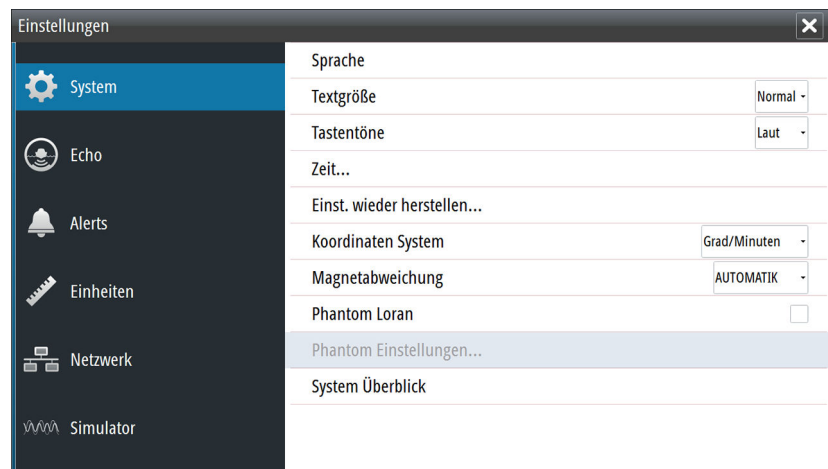 Einstellungen
System
Echo
Alerts
Einheiten
Netzwerk
Simulator
Sprache
Textgröße Normal
Tastentöne Laut
Zeit...
Einst. wieder herstellen...
Koordinaten System Grad/Minuten
Magnetabweichung AUTOMATIK
Phantom Loran
Phantom Einstellungen...
System Überblick